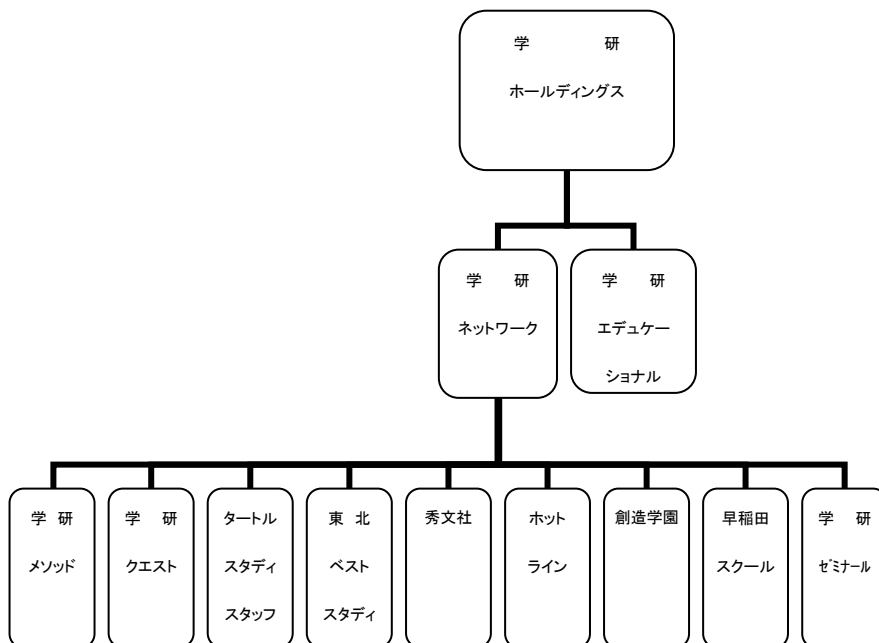 学 研
ホールディングス
学 研
ネットワーク
学 研
エデュケー
ショナル
学 研
メソッド
学 研
クエスト
タートル
スタディ
スタッフ
東 北
ベスト
スタディ
秀文社
ホット
ライン
創造学園
早稲田
スクール
学 研
ゼミナール